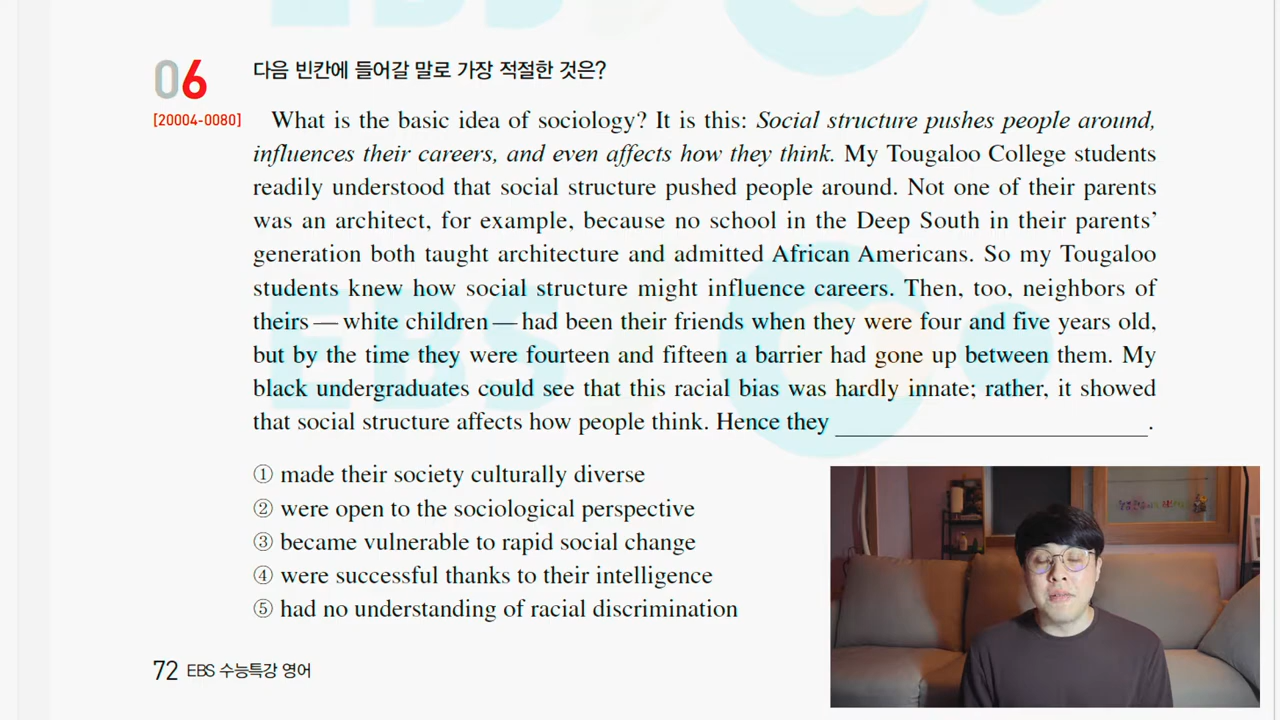 06 다음 빈칸에 들어갈 말로 가장 적절한 것은?
[20004-0080]
What is the basic idea of sociology? It is this: Social structure pushes people around,
influences their careers, and even affects how they think. My Tougaloo College students
readily understood that social structure pushed people around. Not one of their parents
was an architect, for example, because no school in the Deep South in their parents’
generation both taught architecture and admitted African Americans. So my Tougaloo
students knew how social structure might influence careers. Then, too, neighbors of
theirs — white children — had been their friends when they were four and five years old,
but by the time they were fourteen and fifteen a barrier had gone up between them. My
black undergraduates could see that this racial bias was hardly innate; rather, it showed
that social structure affects how people think. Hence they ________________.
① made their society culturally diverse
② were open to the sociological perspective
③ became vulnerable to rapid social change
④ were successful thanks to their intelligence
⑤ had no understanding of racial discrimination
72 EBS 수능특강 영어
EBS